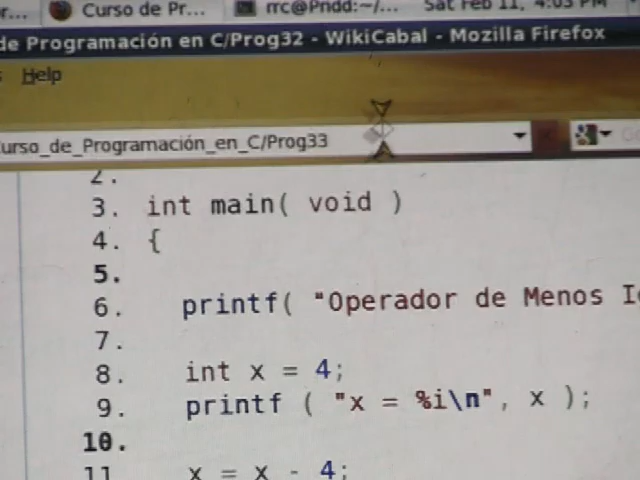 Curso de Pr... rrc@Pndd:~/... Sat Feb 11, 4:03 PM
de Programación en C/Prog32 - WikiCabal - Mozilla Firefox
Help
urso_de_Programación_en_C/Prog33
2.
3. int main( void )
4. {
5.
6. printf( "Operador de Menos I
7.
8. int x = 4;
9. printf ( "x = %i\n", x );
10.
11 x = x - 4;